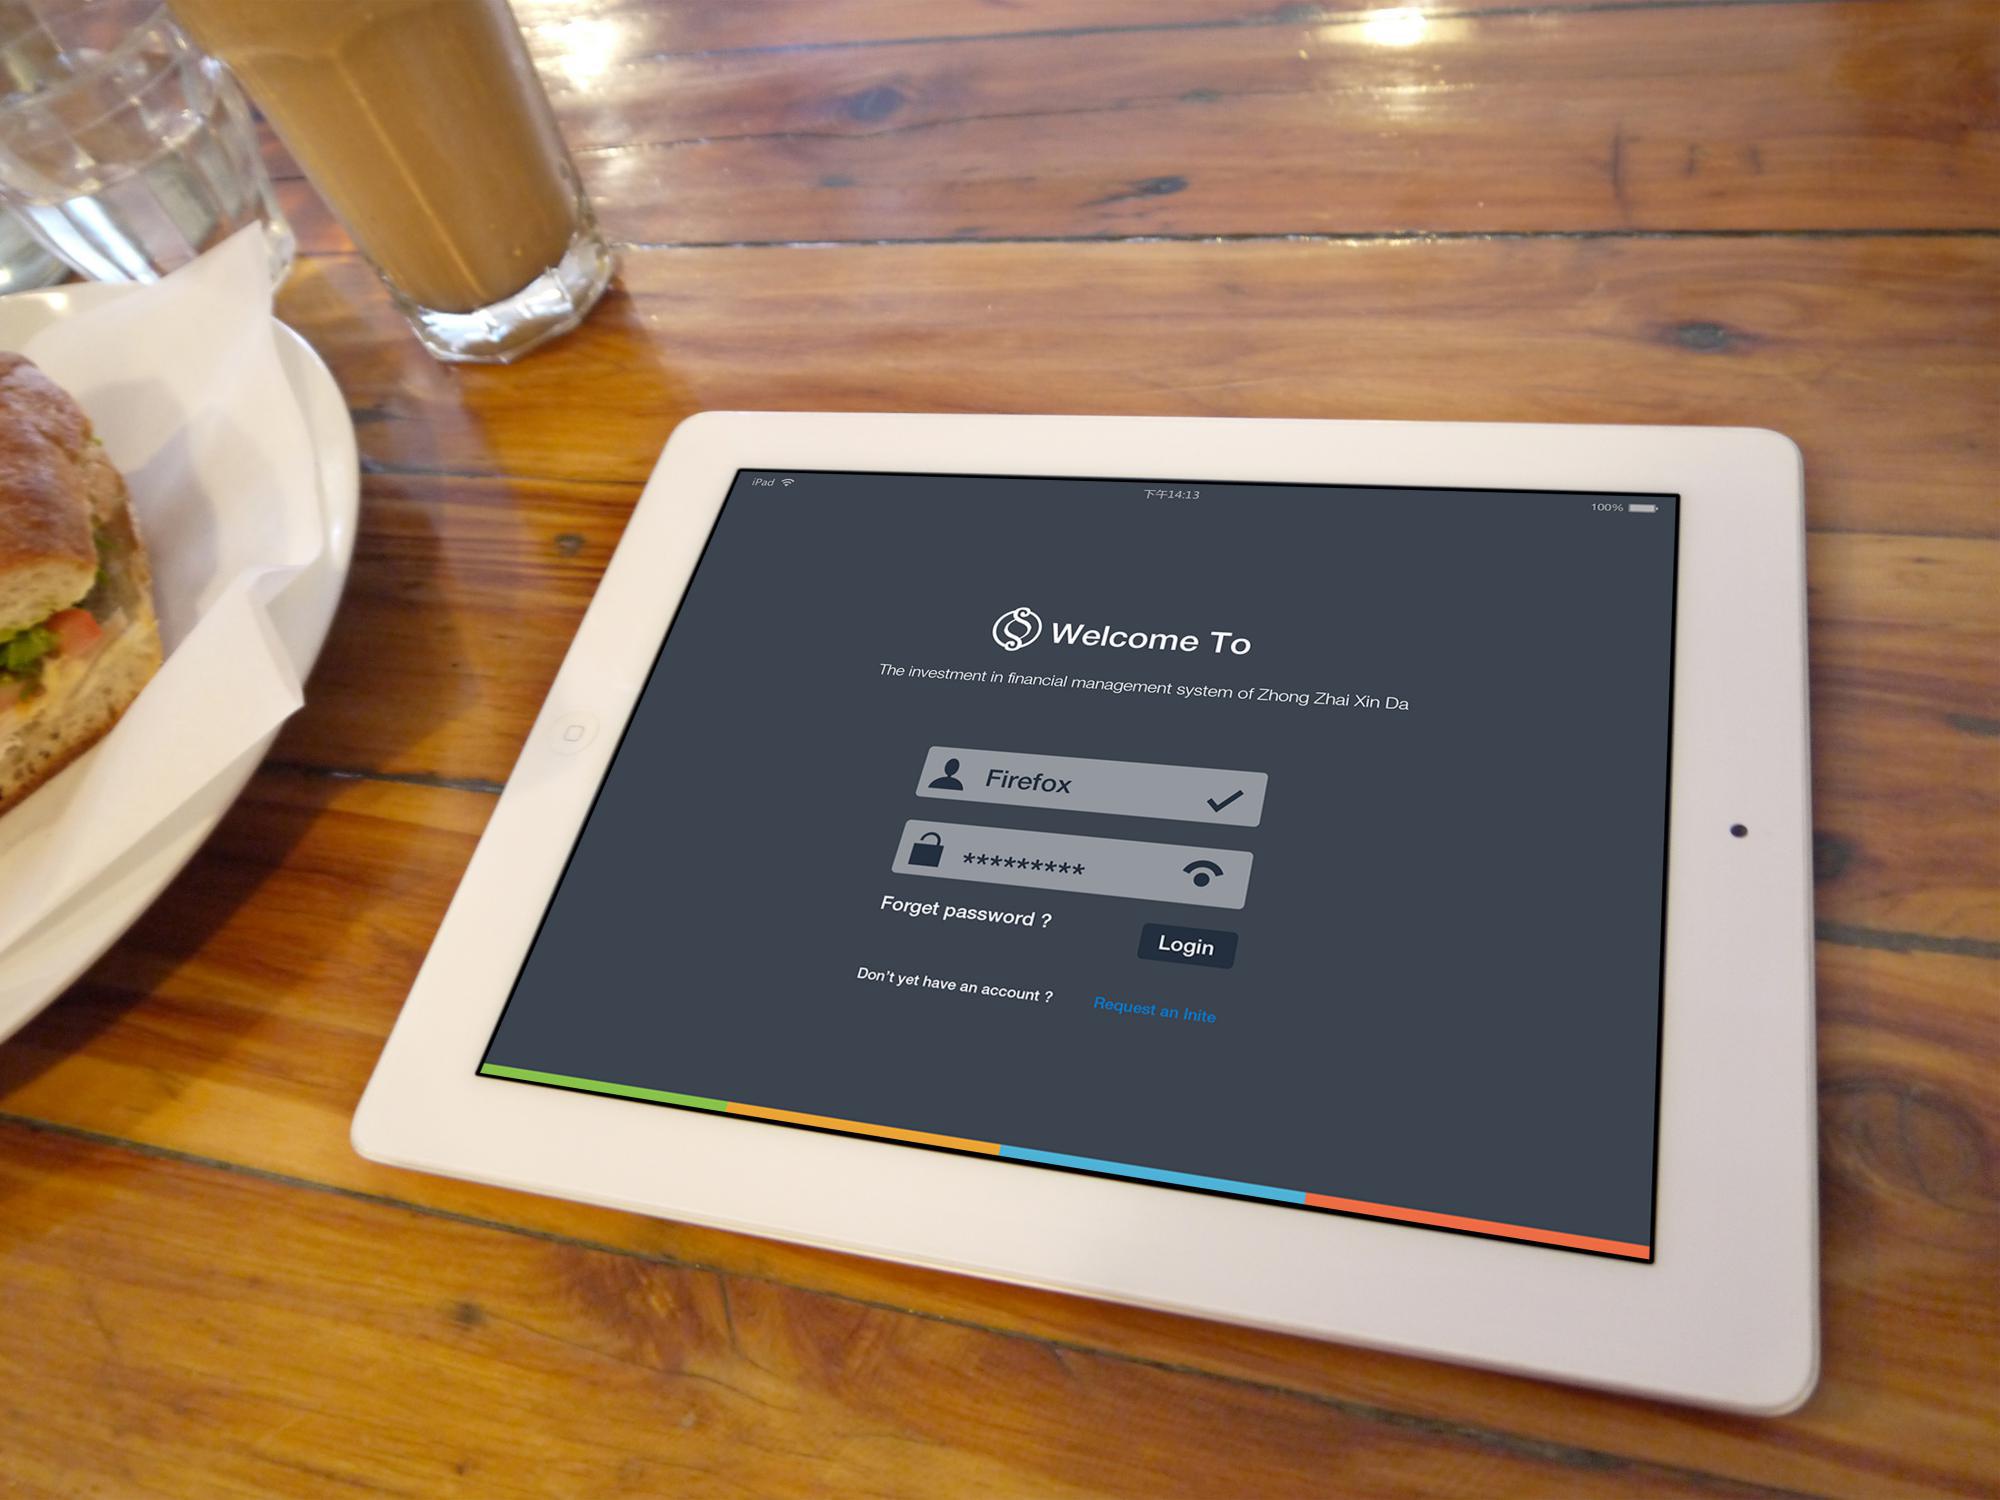 iPad
下午14:13
100%
Welcome To
The investment in financial management system of Zhong Zhai Xin Da
Firefox
*********
Forget password ?
Login
Don't yet have an account ?
Request an Inite